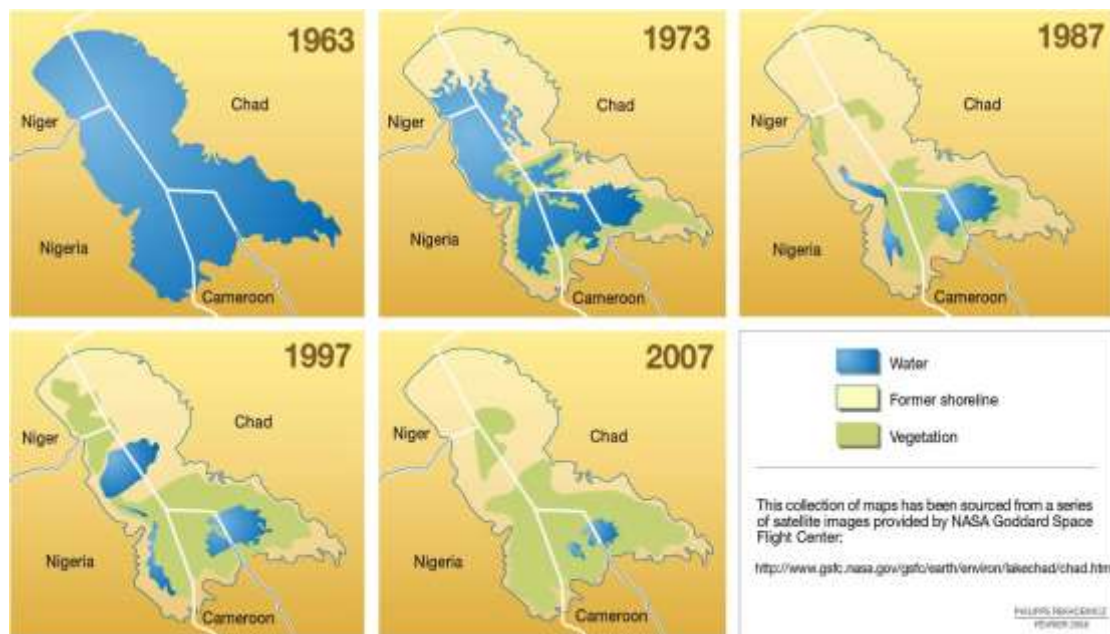 1963
Chad
Niger
Nigeria
Cameroon
1973
Chad
Niger
Nigeria
Cameroon
1987
Chad
Niger
Nigeria
Cameroon
1997
Chad
Niger
Nigeria
Cameroon
2007
Chad
Niger
Nigeria
Cameroon
Water
Former shoreline
Vegetation
This collection of maps has been sourced from a series
of satellite images provided by NASA Goddard Space
Flight Center:
http://www.gsfc.nasa.gov/gsfc/earth/environ/lakechad/chad.htm
PHILIPPE REKACEWICZ